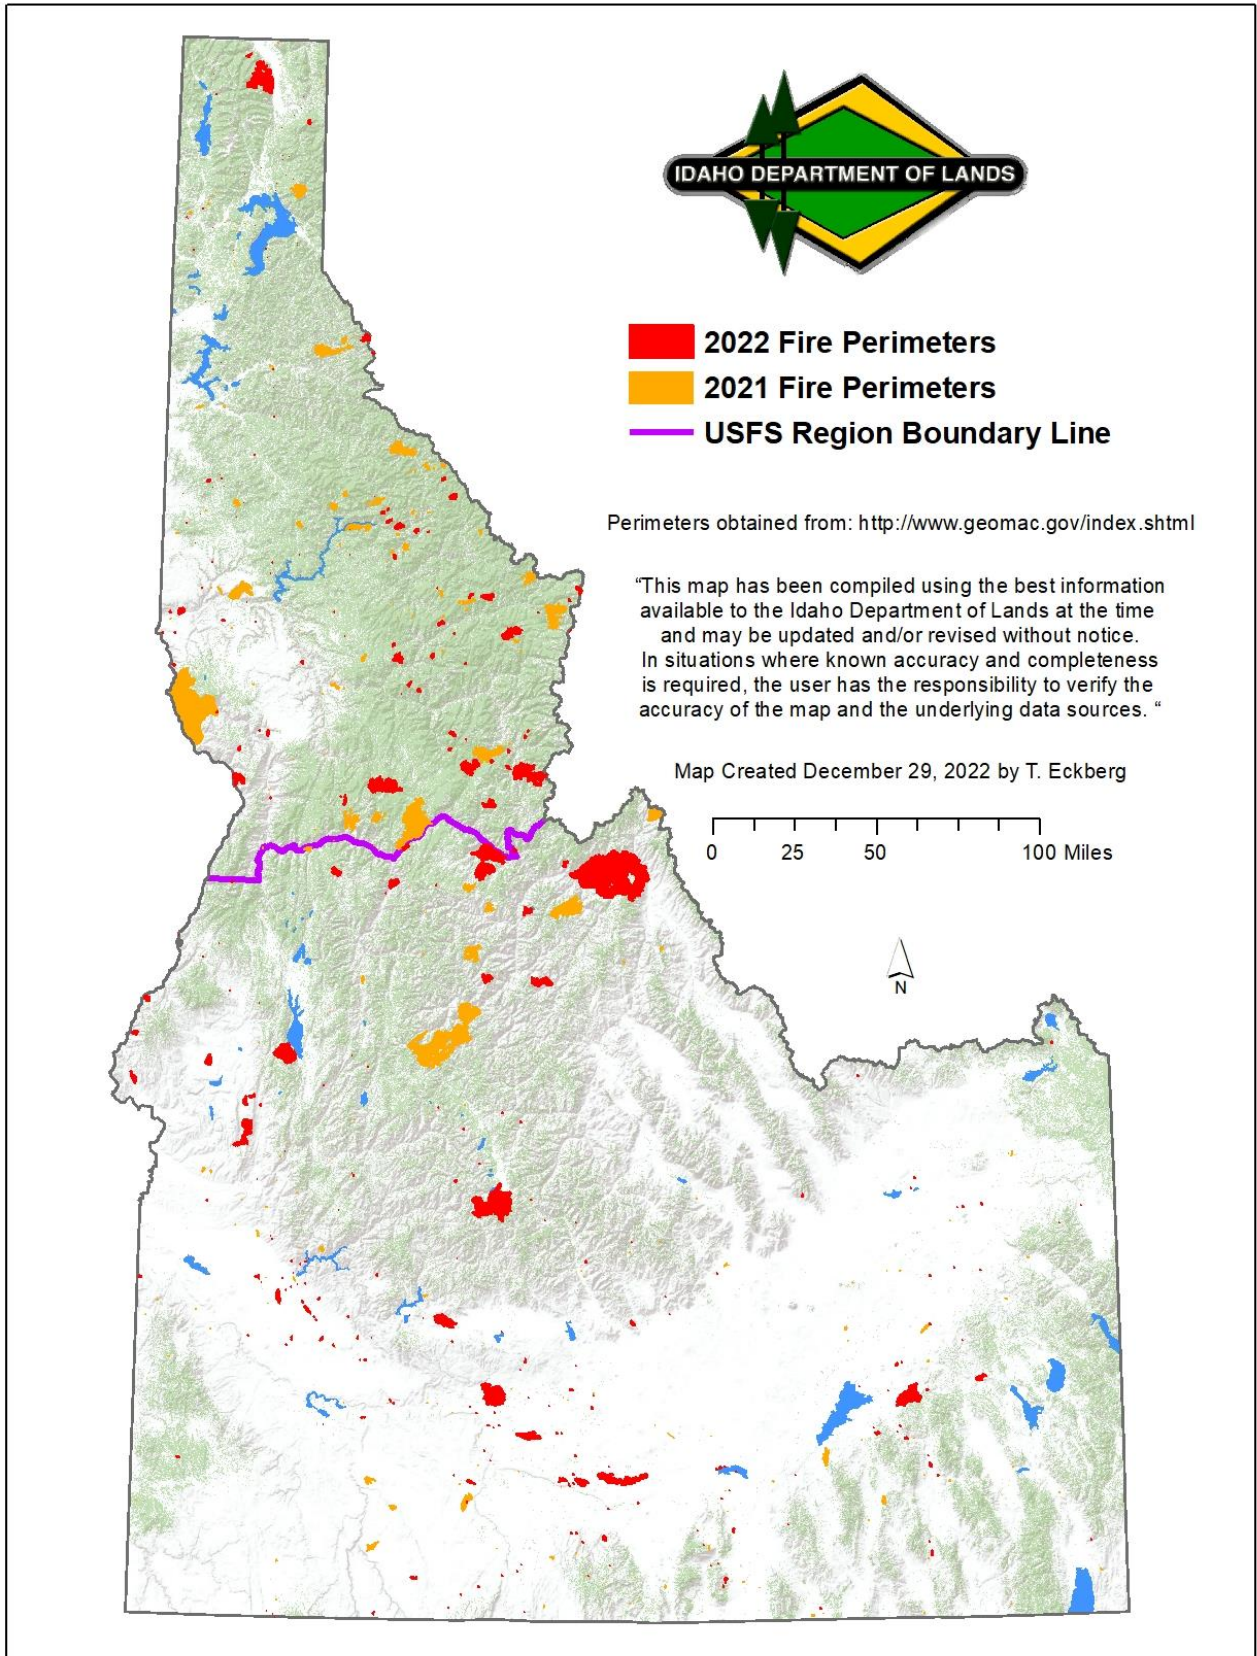 IDAHO DEPARTMENT OF LANDS
2022 Fire Perimeters
2021 Fire Perimeters
USFS Region Boundary Line
Perimeters obtained from: http://www.geomac.gov/index.shtml
“This map has been compiled using the best information
available to the Idaho Department of Lands at the time
and may be updated and/or revised without notice.
In situations where known accuracy and completeness
is required, the user has the responsibility to verify the
accuracy of the map and the underlying data sources. “
Map Created December 29, 2022 by T. Eckberg
0 25 50 100 Miles
N